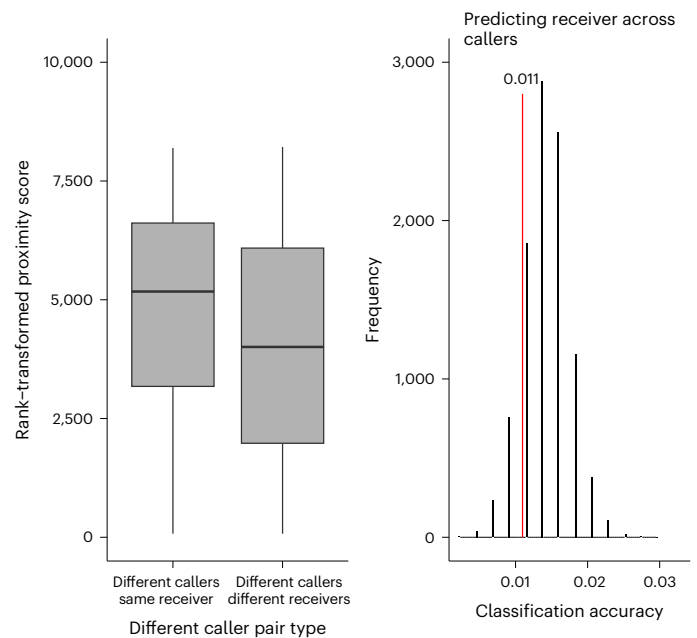 Predicting receiver across
callers
10,000
7,500
5,000
2,500
0
Rank–transformed proximity score
Different callers
same receiver
Different callers
different receivers
Different caller pair type
3,000
2,000
1,000
0
Frequency
0.011
0.01
0.02
0.03
Classification accuracy